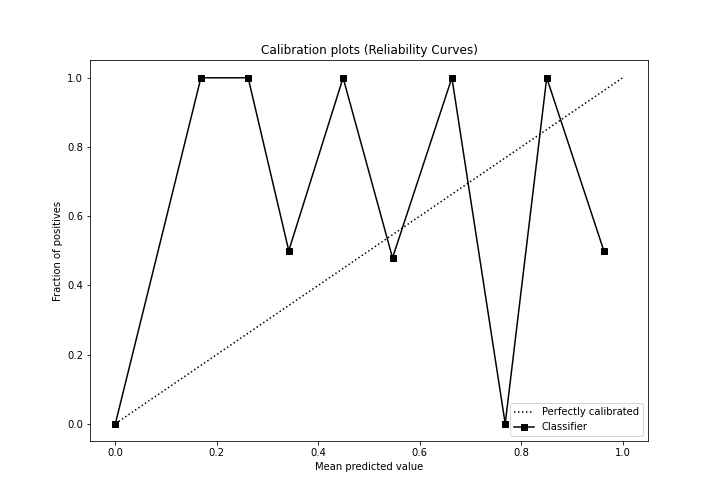 Calibration plots (Reliability Curves)
1.0
0.8
0.6
0.4
0.2
0.0
Fraction of positives
0.0 0.2 0.4 0.6 0.8 1.0
Mean predicted value
Perfectly calibrated
Classifier